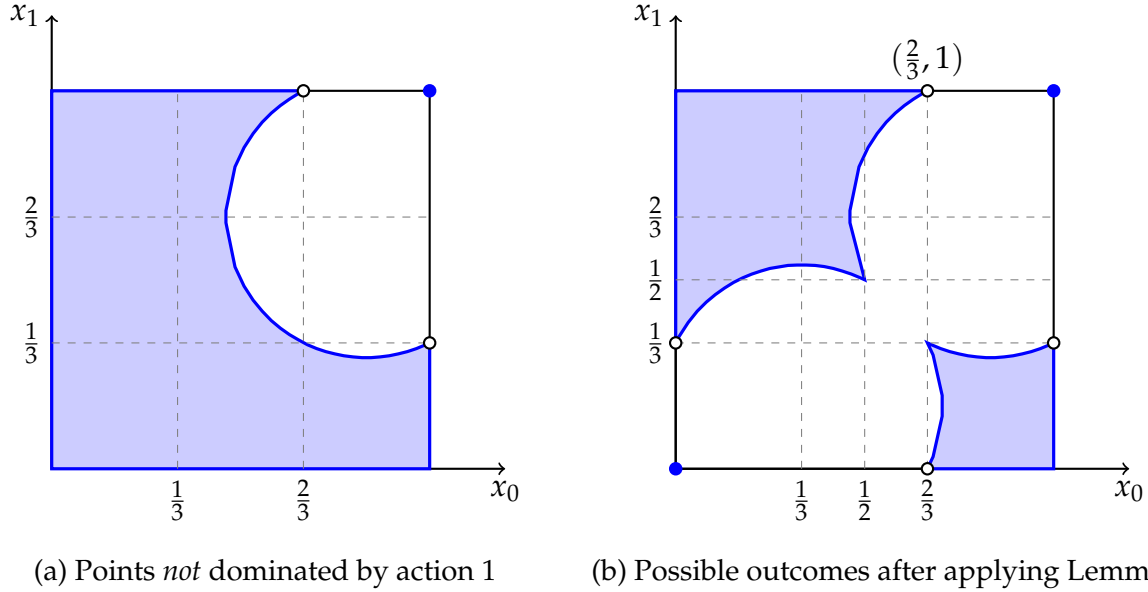 x₁
2/3
1/3
1/3
2/3
x₀
(a) Points not dominated by action 1
x₁
(2/3, 1)
2/3
1/2
1/3
1/3
1/2
2/3
x₀
(b) Possible outcomes after applying Lemm